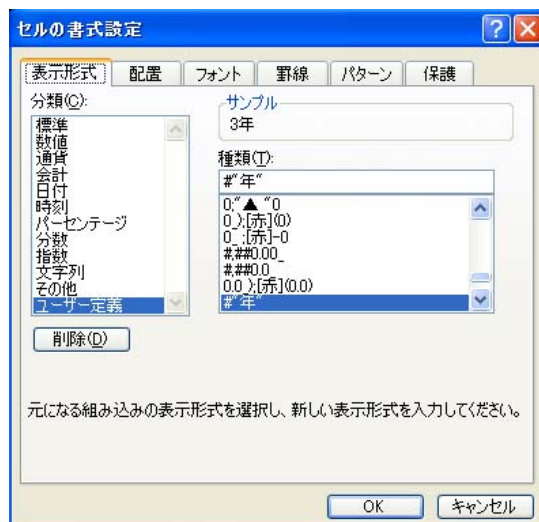 セルの書式設定
表示形式 配置 フォント 罫線 パターン 保護
分類(C):
標準
数値
通貨
会計
日付
時刻
パーセンテージ
分数
指数
文字列
その他
ユーザー定義
サンプル
3年
種類(T):
#"年"
0;"▲ "0
0_);[赤](0)
0_ ;[赤]-0
#,##0.00_
#,##0.0_
0.0_);[赤](0.0)
#"年"
削除(D)
元になる組み込みの表示形式を選択し、新しい表示形式を入力してください。
OK キャンセル